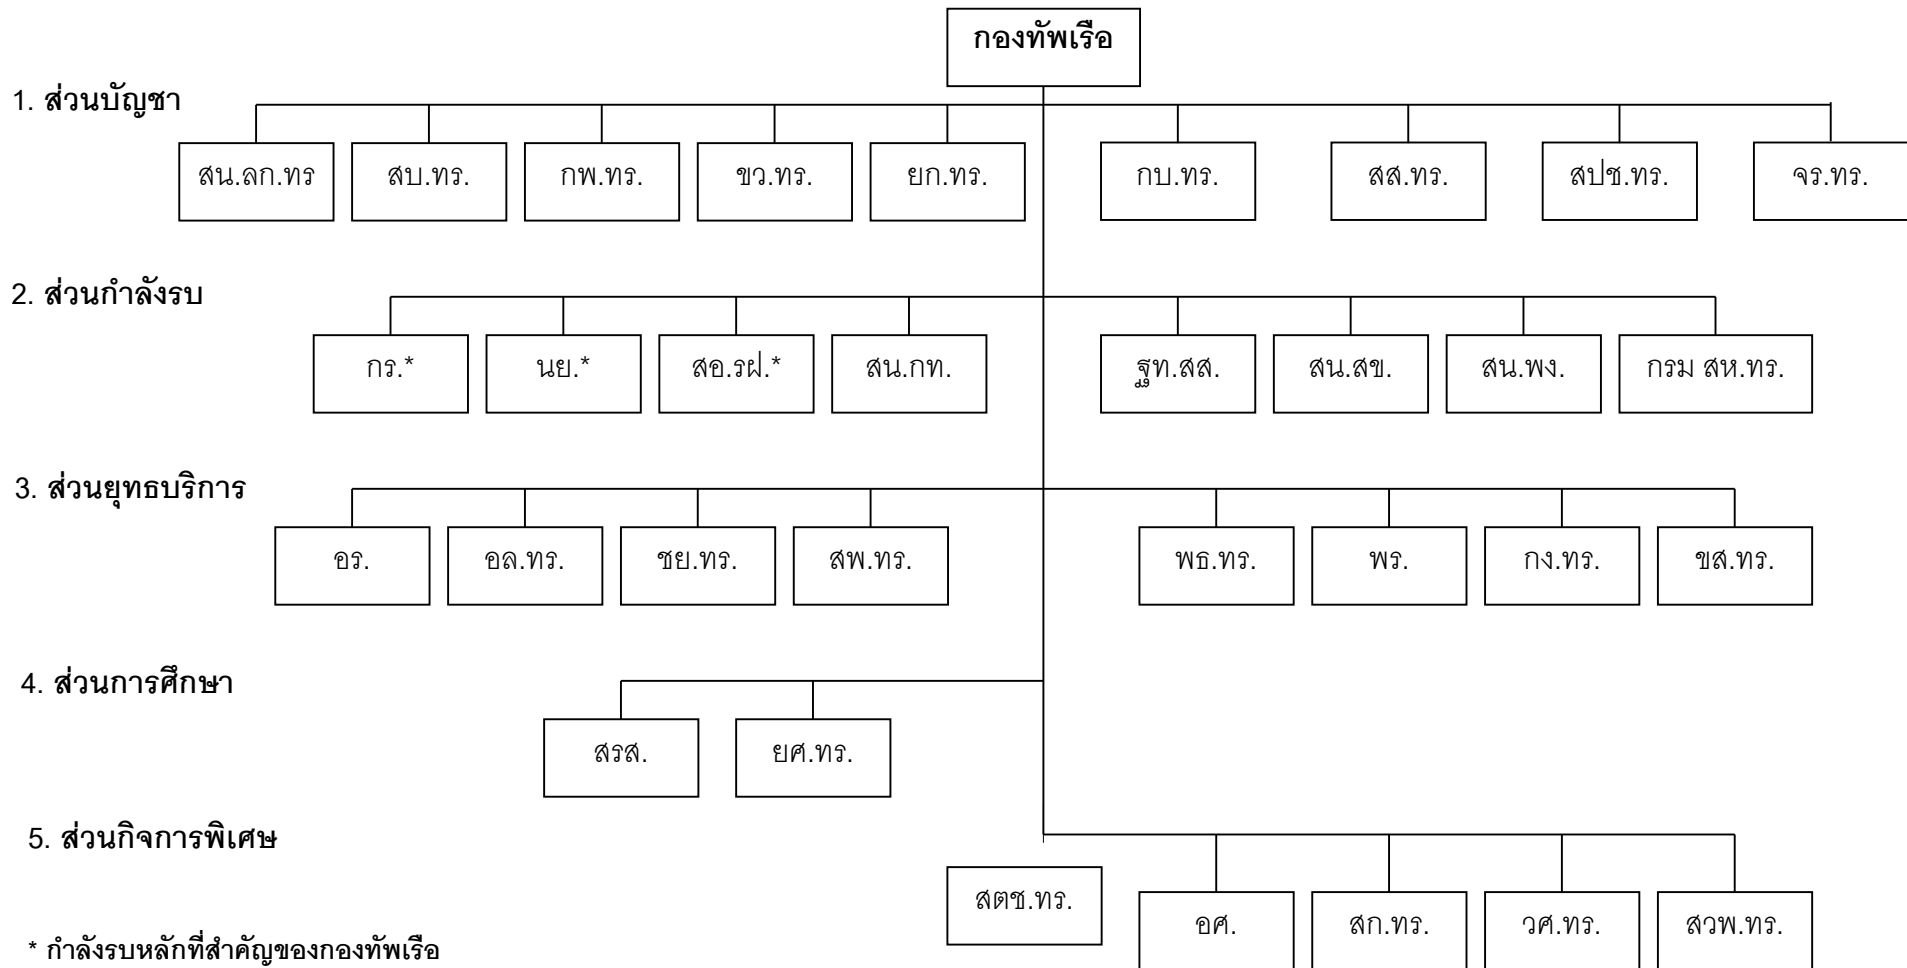 กองทัพเรือ
1. ส่วนบัญชา
สน.ลก.ทร
สบ.ทร.
กพ.ทร.
ขว.ทร.
ยก.ทร.
กบ.ทร.
สส.ทร.
สปช.ทร.
จร.ทร.
2. ส่วนกำลังรบ
กร.*
นย.*
สอ.รฝ.*
สน.กท.
ฐท.สส.
สน.สข.
สน.พง.
กรม สห.ทร.
3. ส่วนยุทธบริการ
อร.
อล.ทร.
ชย.ทร.
สพ.ทร.
พธ.ทร.
พร.
กง.ทร.
ขส.ทร.
4. ส่วนการศึกษา
สรส.
ยศ.ทร.
5. ส่วนกิจการพิเศษ
สตช.ทร.
อศ.
สก.ทร.
วศ.ทร.
สวพ.ทร.
* กำลังรบหลักที่สำคัญของกองทัพเรือ